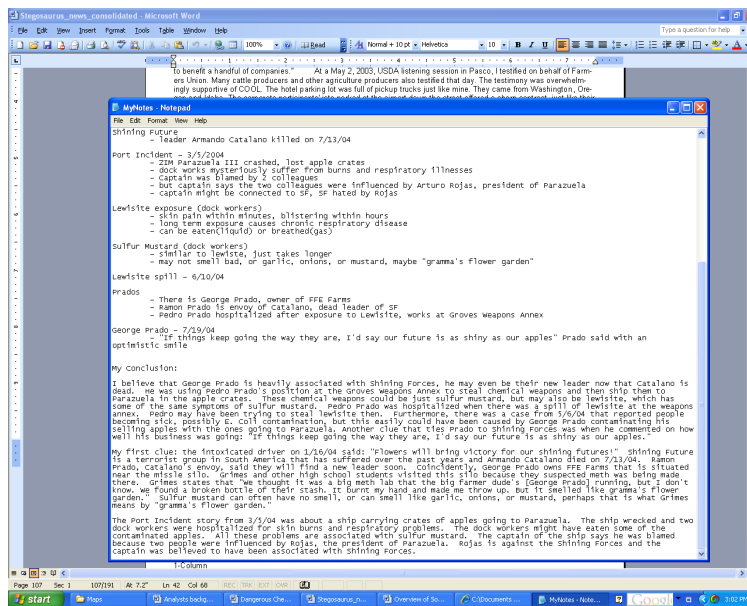 Stegosaurus_news_consolidated - Microsoft Word
File Edit View Insert Format Tools Table Window Help
Type a question for help
100% Read Normal + 10 pt Helvetica 10 B I U
to benefit a handful of companies." At a May 2, 2003, USDA listening session in Pasco, I testified on behalf of Farm-
ers Union. Many cattle producers and other agriculture producers also testified that day. The testimony was overwhelm-
ingly supportive of COOL. The hotel parking lot was full of pickup trucks just like mine. They came from Washington, Ore-
MyNotes - Notepad
File Edit Format View Help
Shining Future
- leader Armando Catalano killed on 7/13/04
Port Incident - 3/5/2004
- ZIM Parazuela III crashed, lost apple crates
- dock works mysteriously suffer from burns and respiratory illnesses
- Captain was blamed by 2 colleagues
- but captain says the two colleagues were influenced by Arturo Rojas, president of Parazuela
- captain might be connected to SF, SF hated by Rojas
Lewisite exposure (dock workers)
- skin pain within minutes, blistering within hours
- long term exposure causes chronic respiratory disease
- can be eaten(liquid) or breathed(gas)
Sulfur Mustard (dock workers)
- similar to lewiste, just takes longer
- may not smell bad, or garlic, onions, or mustard, maybe "gramma's flower garden"
Lewisite spill - 6/10/04
Prados
- There is George Prado, owner of FFE Farms
- Ramon Prado is envoy of Catalano, dead leader of SF
- Pedro Prado hospitalized after exposure to Lewisite, works at Groves Weapons Annex
George Prado - 7/19/04
- "If things keep going the way they are, I'd say our future is as shiny as our apples" Prado said with an
optimistic smile
My Conclusion:
I believe that George Prado is heavily associated with Shining Forces, he may even be their new leader now that Catalano is
dead. He was using Pedro Prado's position at the Groves Weapons Annex to steal chemical weapons and then ship them to
Parazuela in the apple crates. These chemical weapons could be just sulfur mustard, but may also be lewisite, which has
some of the same symptoms of sulfur mustard. Pedro Prado was hospitalized when there was a spill of lewisite at the weapons
annex. Pedro may have been trying to steal lewisite then. Furthermore, there was a case from 5/6/04 that reported people
becoming sick, possibly E. Coli contamination, but this easily could have been caused by George Prado contaminating his
selling apples with the ones going to Parazuela. Another clue that ties Prado to Shining Forces was when he commented on how
well his business was going: "If things keep going the way they are, I'd say our future is as shiny as our apples."
My first clue: the intoxicated driver on 1/16/04 said: "Flowers will bring victory for our shining futures!" Shining Future
is a terrorist group in South America that has suffered over the past years and Armando Catalano died on 7/13/04. Ramon
Prado, Catalano's envoy, said they will find a new leader soon. Coincidently, George Prado owns FFE Farms that is situated
near the missle silo. Grimes and other high school students visited this silo because they suspected meth was being made
there. Grimes states that "we thought it was a big meth lab that the big farmer dude's [George Prado] running, but I don't
know. We found a broken bottle of their stash. It burnt my hand and made me throw up. But it smelled like gramma's flower
garden." Sulfur mustard can often have no smell, or can smell like garlic, onions, or mustard, perhaps that is what Grimes
means by "gramma's flower garden."
The Port Incident story from 3/5/04 was about a ship carrying crates of apples going to Parazuela. The ship wrecked and two
dock workers were hospitalized for skin burns and respiratory problems. The dock workers might have eaten some of the
contaminated apples. All these problems are associated with sulfur mustard. The captain of the ship says he was blamed
because two people were influenced by Rojas, the president of Parazuela. Rojas is against the Shining Forces and the
captain was believed to have been associated with Shining Forces.
1-Column
Page 107 Sec 1 107/191 At 7.2" Ln 42 Col 68 REC TRK EXT OVR
start Maps Analysts backg... Dangerous Che... Stegosaurus_n... Overview of So... C:\Documents ... MyNotes - Note... Google 3:02 PM